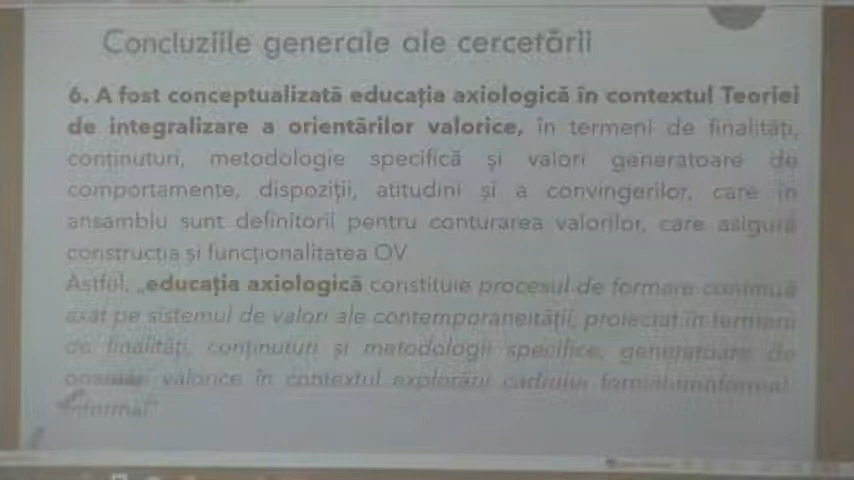 Concluziile generale ale cercetării
6. A fost conceptualizată educația axiologică în contextul Teoriei
de integralizare a orientărilor valorice, în termeni de finalități,
conținuturi, metodologie specifică și valori generatoare de
comportamente, dispoziții, atitudini și a convingerilor, care în
ansamblu sunt definitorii pentru conturarea valorilor, care asigură
construcția și funcționalitatea OV
Astfel, „educația axiologică constituie procesul de formare continuă
axat pe sistemul de valori ale contemporaneității, proiectat în termeni
de finalități, conținuturi și metodologii specifice, generatoare de
valorice în contextul explorării cadrului
informal”